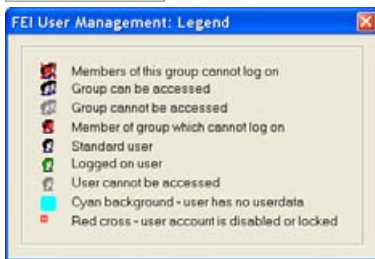 FEI User Management: Legend
Members of this group cannot log on
Group can be accessed
Group cannot be accessed
Member of group which cannot log on
Standard user
Logged on user
User cannot be accessed
Cyan background - user has no userdata
Red cross - user account is disabled or locked